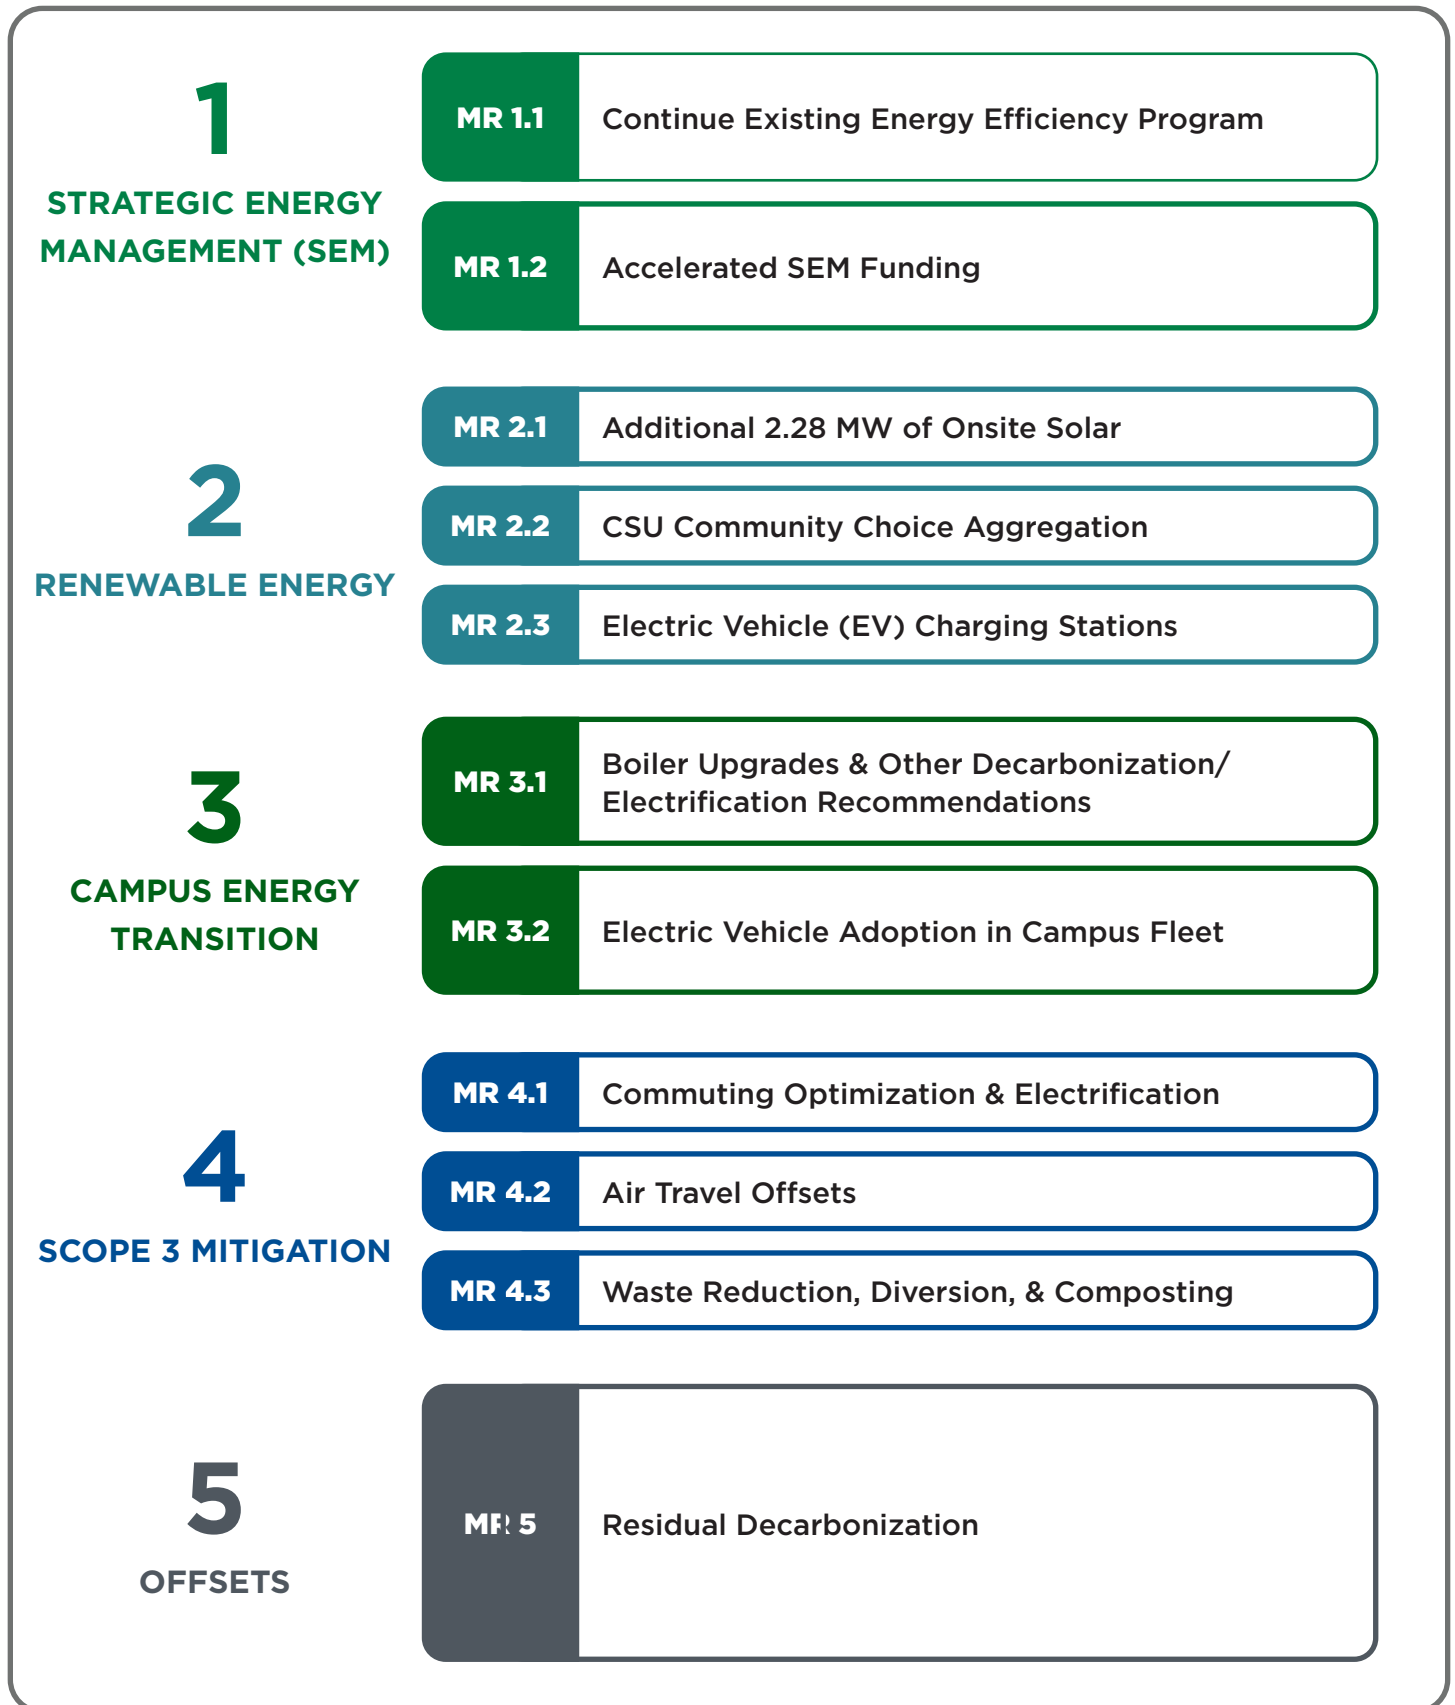 1
STRATEGIC ENERGY
MANAGEMENT (SEM)
MR 1.1
Continue Existing Energy Efficiency Program
MR 1.2
Accelerated SEM Funding
2
RENEWABLE ENERGY
MR 2.1
Additional 2.28 MW of Onsite Solar
MR 2.2
CSU Community Choice Aggregation
MR 2.3
Electric Vehicle (EV) Charging Stations
3
CAMPUS ENERGY
TRANSITION
MR 3.1
Boiler Upgrades & Other Decarbonization/
Electrification Recommendations
MR 3.2
Electric Vehicle Adoption in Campus Fleet
4
SCOPE 3 MITIGATION
MR 4.1
Commuting Optimization & Electrification
MR 4.2
Air Travel Offsets
MR 4.3
Waste Reduction, Diversion, & Composting
5
OFFSETS
MR 5
Residual Decarbonization